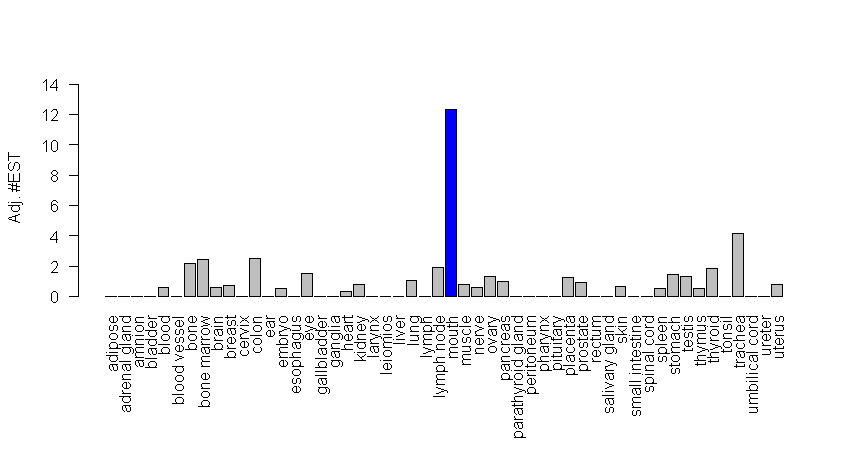 Adj. #EST
14
12
10
8
6
4
2
0
adipose
adrenal gland
amnion
bladder
blood
blood vessel
bone
bone marrow
brain
breast
cervix
colon
ear
embryo
esophagus
eye
gallbladder
ganglia
heart
kidney
larynx
leiomios
liver
lung
lymph
lymph node
mouth
muscle
nerve
ovary
pancreas
parathyroid gland
peritoneum
pharynx
pituitary
placenta
prostate
rectum
salivary gland
skin
small intestine
spinal cord
spleen
stomach
testis
thymus
thyroid
tonsil
trachea
umbilical cord
ureter
uterus